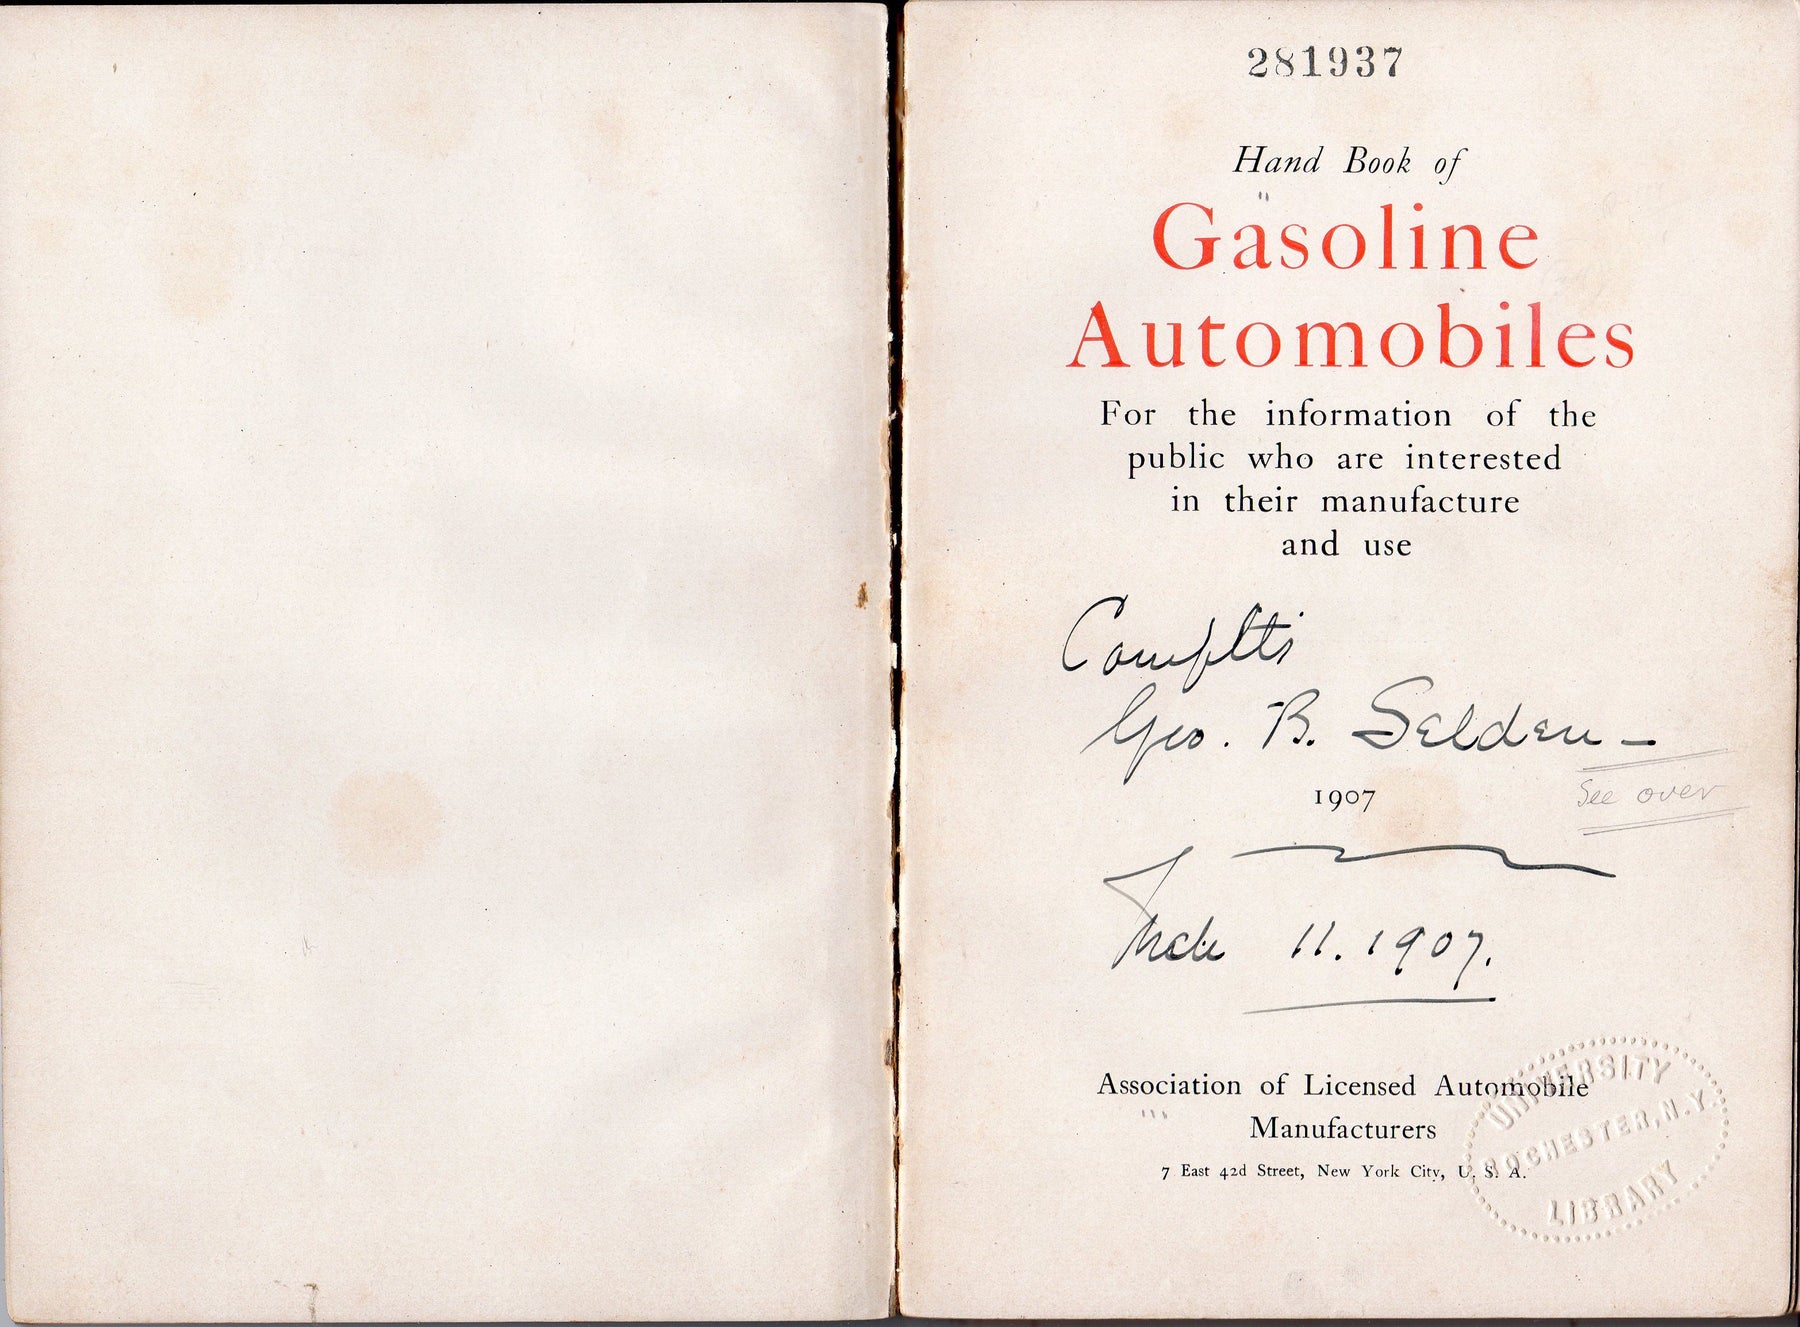 281937
Hand Book of
Gasoline
Automobiles
For the information of the
public who are interested
in their manufacture
and use
Geo. B. Selden —
1907
See over
11. 1907.
Association of Licensed Automobile
Manufacturers
7 East 42d Street, New York City, U. S. A.
UNIVERSITY
ROCHESTER, N.Y.
LIBRARY